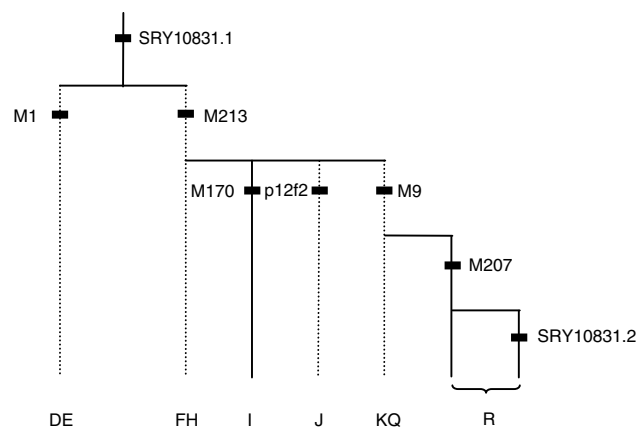 SRY10831.1
M1
M213
M170
p12f2
M9
M207
SRY10831.2
DE
FH
I
J
KQ
R